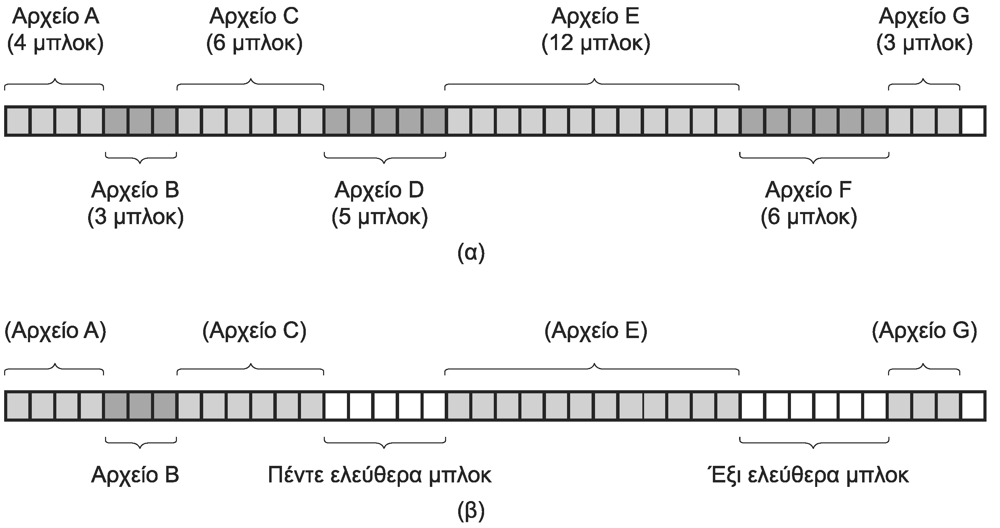 Αρχείο A
(4 μπλοκ)
Αρχείο C
(6 μπλοκ)
Αρχείο E
(12 μπλοκ)
Αρχείο G
(3 μπλοκ)
Αρχείο B
(3 μπλοκ)
Αρχείο D
(5 μπλοκ)
Αρχείο F
(6 μπλοκ)
(α)
(Αρχείο A)
(Αρχείο C)
(Αρχείο E)
(Αρχείο G)
Αρχείο B
Πέντε ελεύθερα μπλοκ
Έξι ελεύθερα μπλοκ
(β)